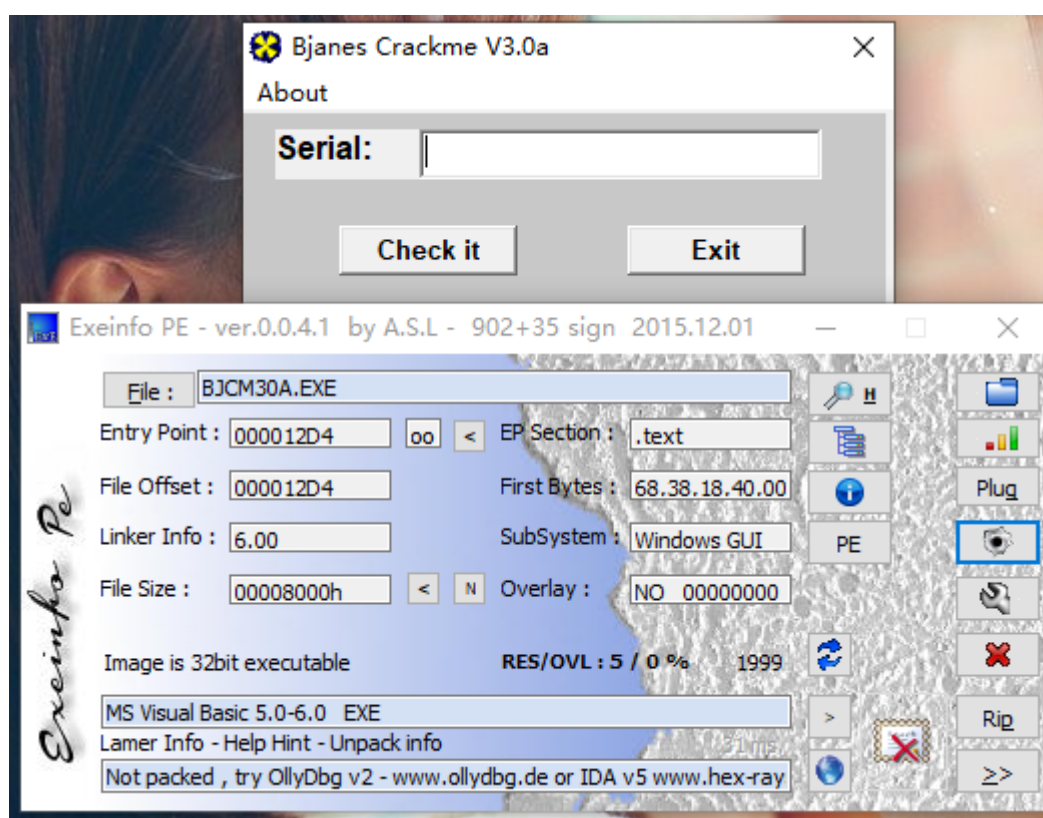 Bjanes Crackme V3.0a
About
Serial:
Check it Exit
Exeinfo PE - ver.0.0.4.1 by A.S.L - 902+35 sign 2015.12.01
File : BJCM30A.EXE H
Entry Point : 000012D4 oo < EP Section : .text
File Offset : 000012D4 First Bytes : 68.38.18.40.00 Plug
Linker Info : 6.00 SubSystem : Windows GUI PE
File Size : 00008000h < N Overlay : NO 00000000
Exeinfo Pe
Image is 32bit executable RES/OVL : 5 / 0 % 1999
MS Visual Basic 5.0-6.0 EXE > Rip
Lamer Info - Help Hint - Unpack info 31 ms.
Not packed , try OllyDbg v2 - www.ollydbg.de or IDA v5 www.hex-ray >>